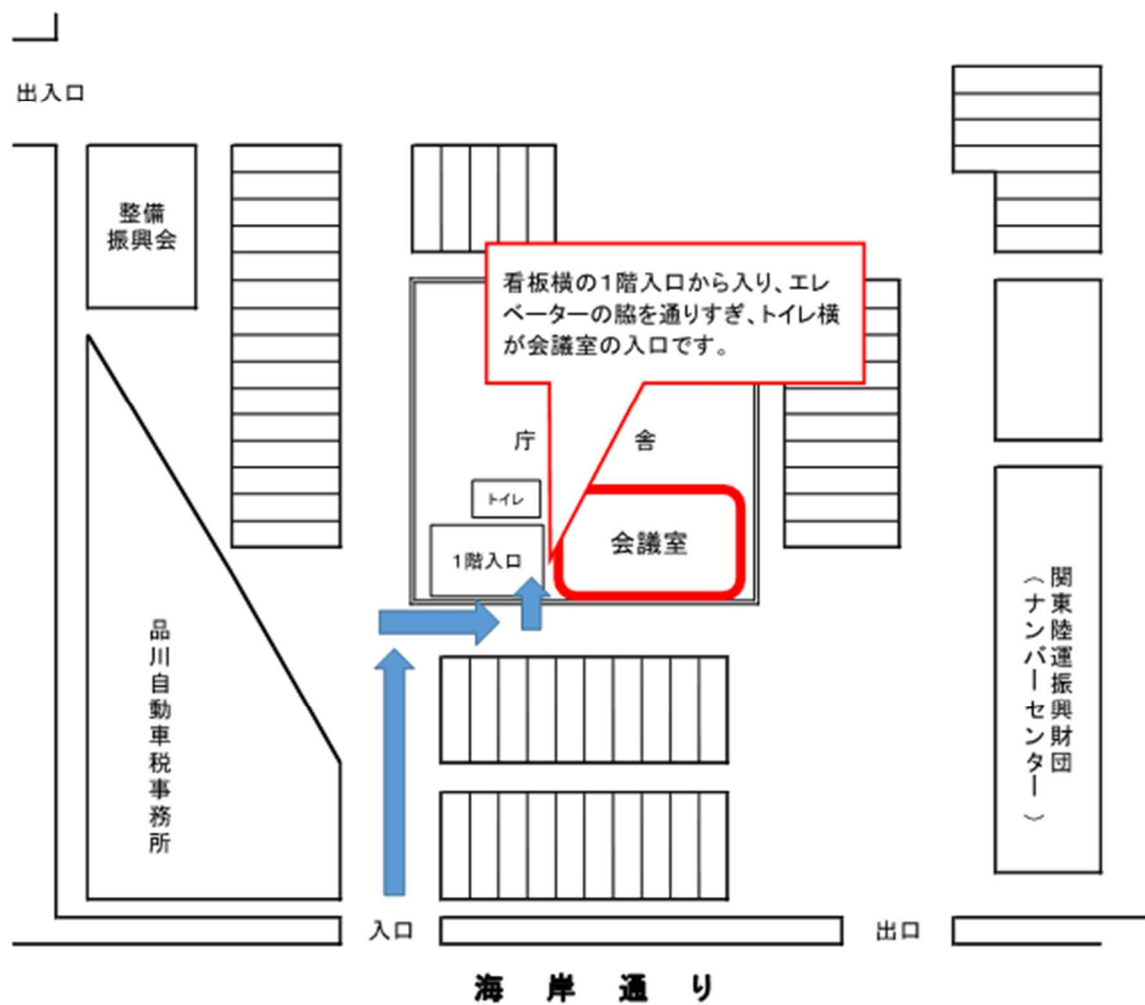 出入口
整備
振興会
看板横の1階入口から入り、エレ
ベーターの脇を通りすぎ、トイレ横
が会議室の入口です。
庁舎
トイレ
1階入口
会議室
品川自動車税事務所
関東陸運振興財団
（ナンバーセンター）
入口
出口
海岸通り